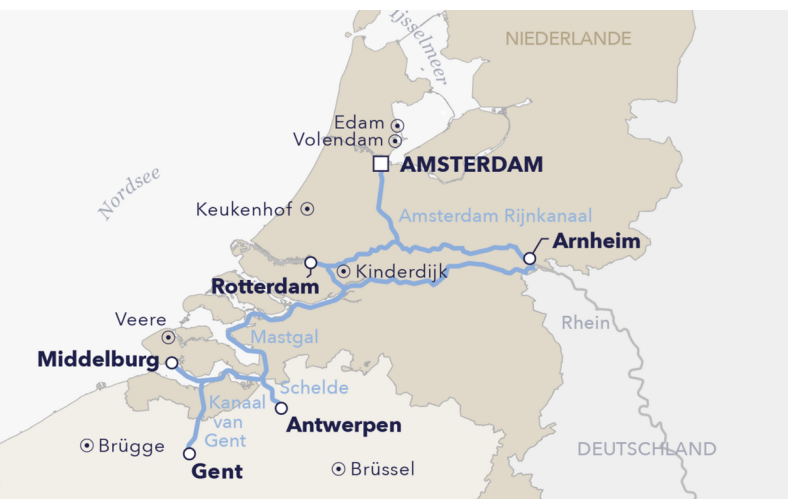 Ijsselmeer
NIEDERLANDE
Edam
Volendam
AMSTERDAM
Nordsee
Keukenhof
Amsterdam Rijnkanaal
Arnheim
Kinderdijk
Rotterdam
Veere
Rhein
Mastgal
Middelburg
Schelde
Kanaal
van
Gent
Antwerpen
Brügge
DEUTSCHLAND
Gent
Brüssel